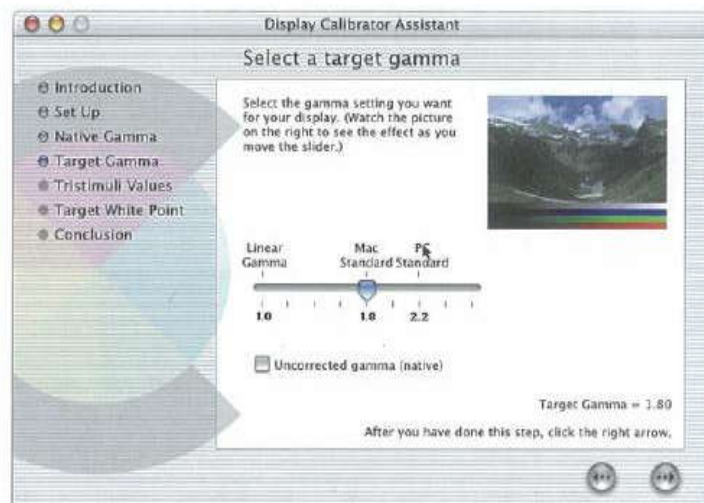 Display Calibrator Assistant
Select a target gamma
Introduction
Set Up
Native Gamma
Target Gamma
Tristimuli Values
Target White Point
Conclusion
Select the gamma setting you want
for your display. (Watch the picture
on the right to see the effect as you
move the slider.)
Linear
Gamma
Mac
Standard
PC
Standard
1.0
1.8
2.2
Uncorrected gamma (native)
Target Gamma = 1.80
After you have done this step, click the right arrow.